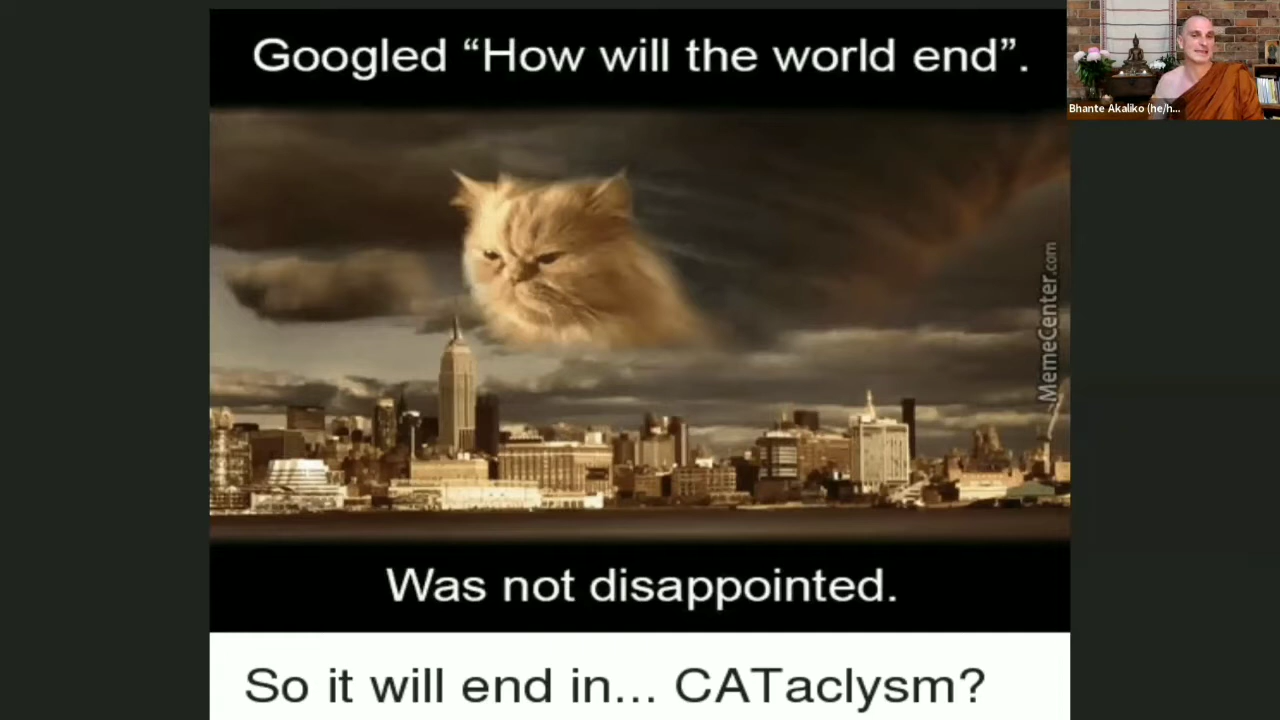 Googled “How will the world end”.
Bhante Akaliko (he/h...
MemeCenter.com
Was not disappointed.
So it will end in... CATaclysm?